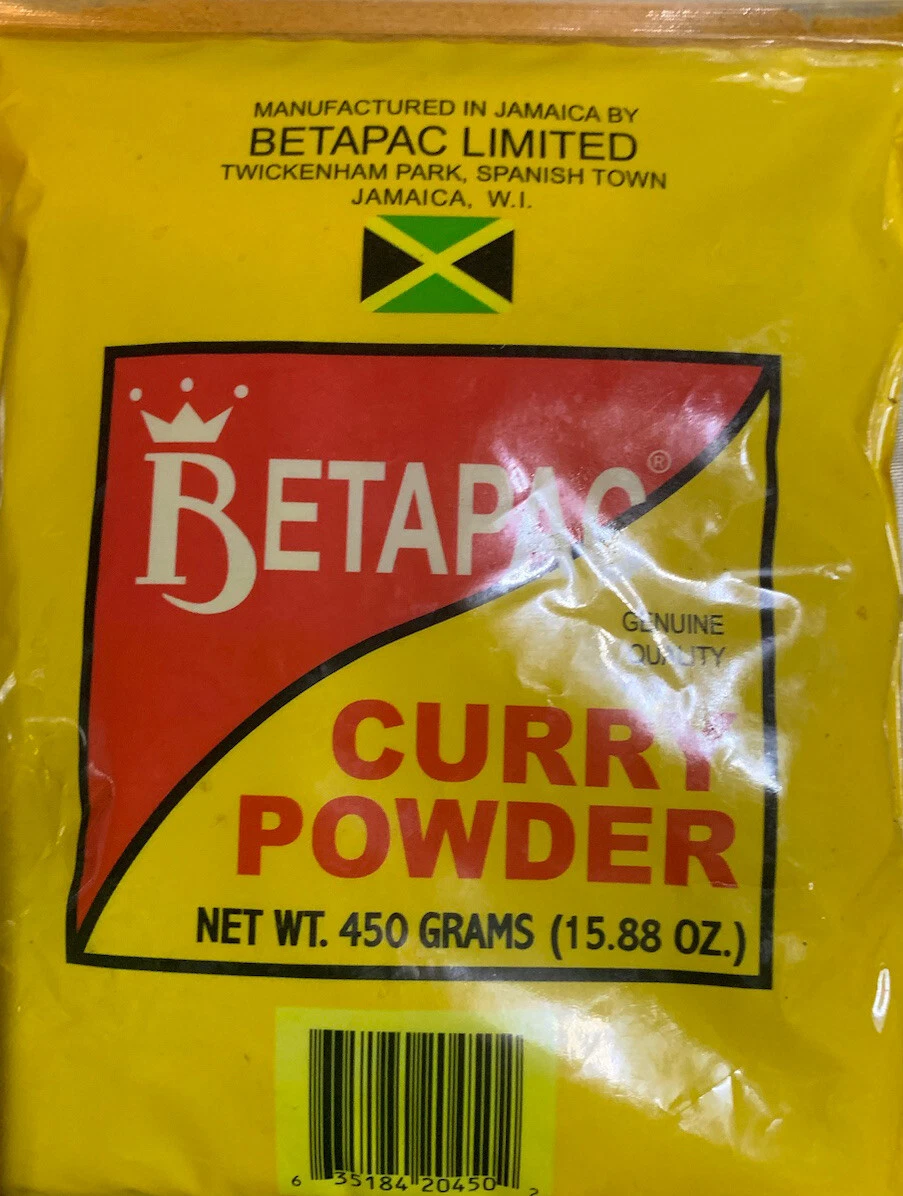 MANUFACTURED IN JAMAICA BY
BETAPAC LIMITED
TWICKENHAM PARK, SPANISH TOWN
JAMAICA, W.I.
BETAPAC®
GENUINE
QUALITY
CURRY
POWDER
NET WT. 450 GRAMS (15.88 OZ.)
6 35184 20450 2